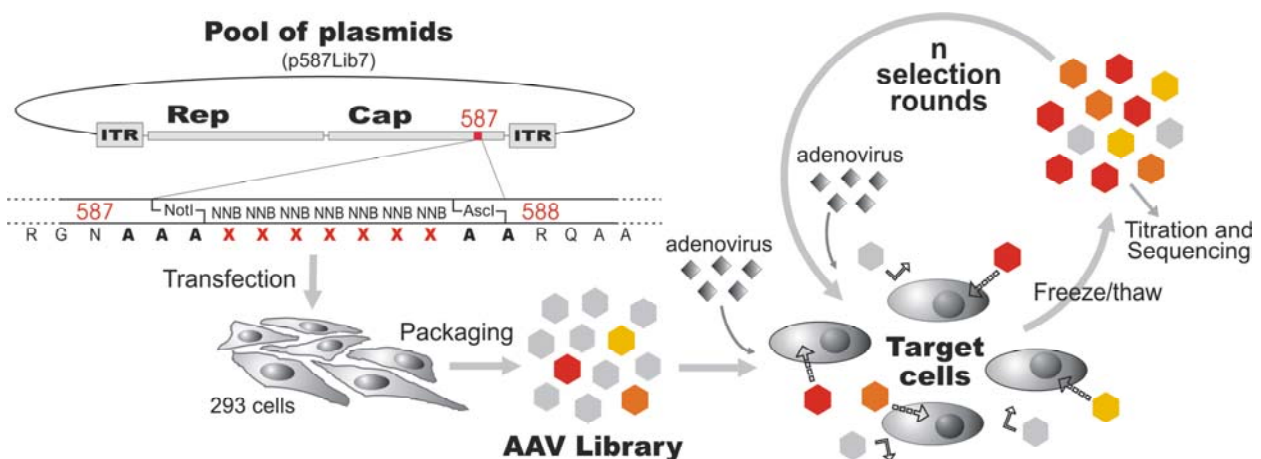 Pool of plasmids
(p587Lib7)
Rep
Cap
587
ITR
ITR
587
NotI
NNB NNB NNB NNB NNB NNB NNB
AscI
588
R G N A A A X X X X X X X A A R Q A A
Transfection
293 cells
Packaging
AAV Library
adenovirus
adenovirus
n
selection
rounds
Target
cells
Freeze/thaw
Titration and
Sequencing